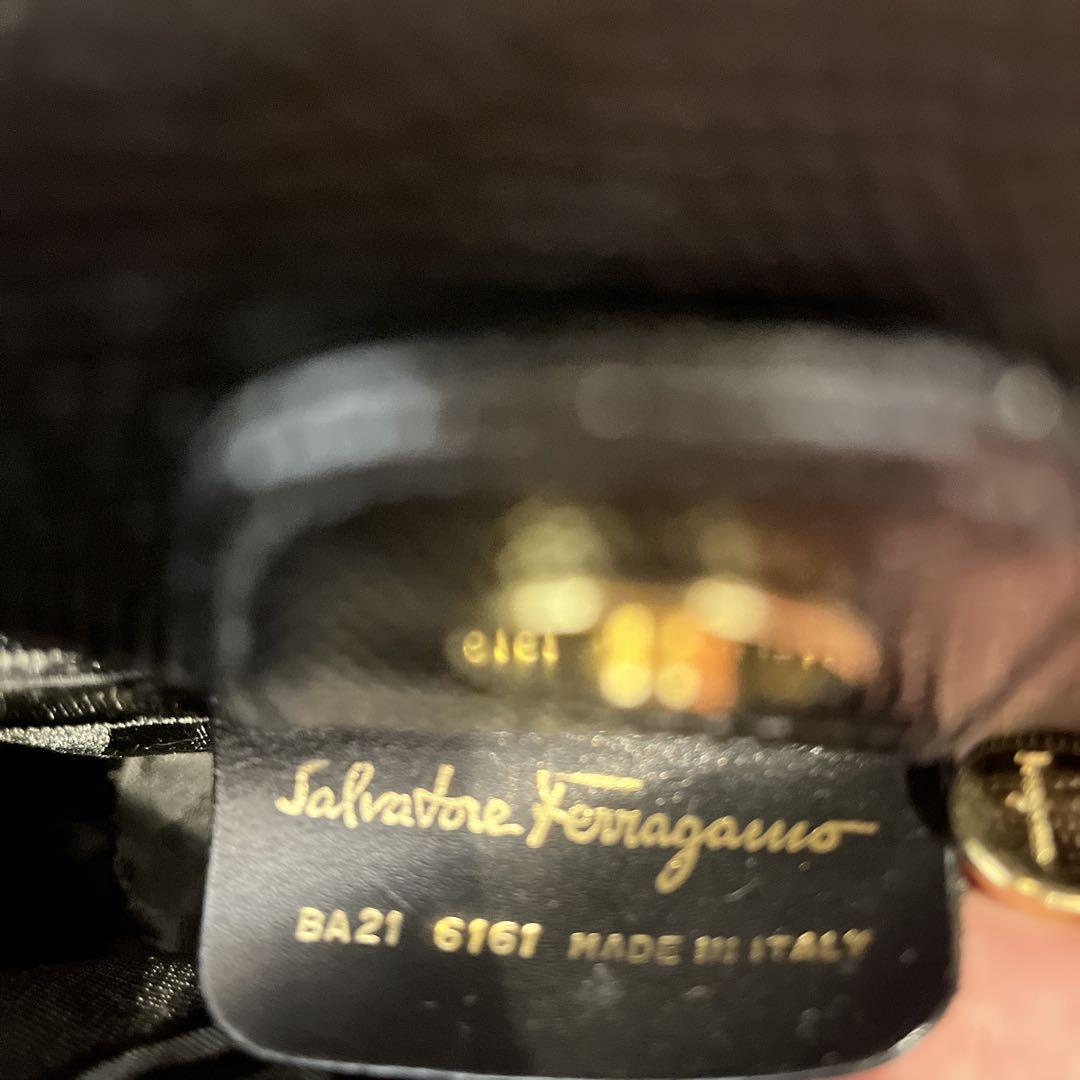 Salvatore Ferragamo
BA21 6161 MADE IN ITALY